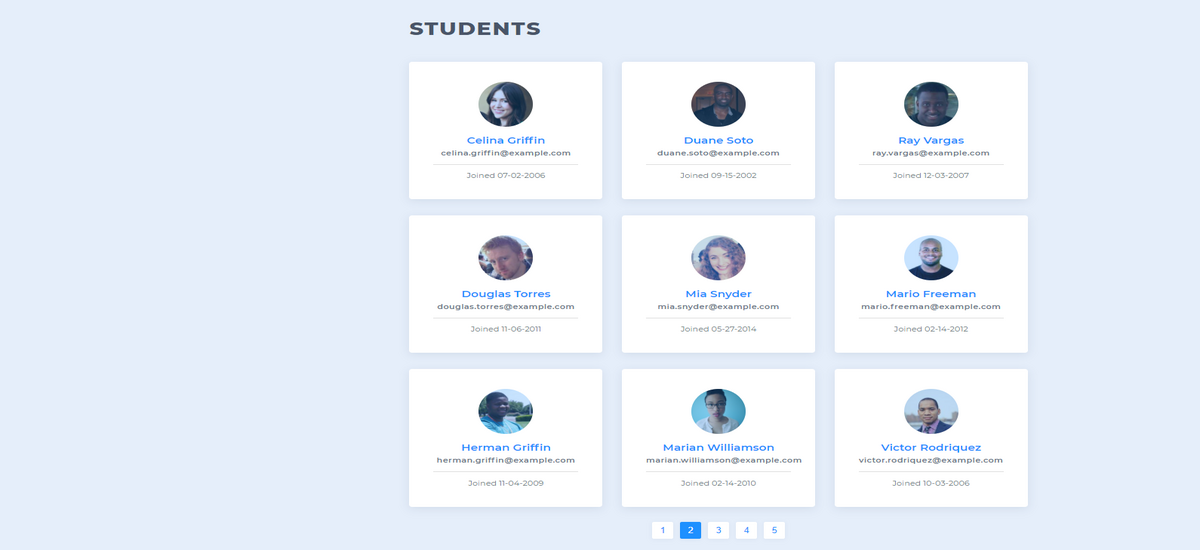 STUDENTS
Celina Griffin
celina.griffin@example.com
Joined 07-02-2006
Duane Soto
duane.soto@example.com
Joined 09-15-2002
Ray Vargas
ray.vargas@example.com
Joined 12-03-2007
Douglas Torres
douglas.torres@example.com
Joined 11-06-2011
Mia Snyder
mia.snyder@example.com
Joined 05-27-2014
Mario Freeman
mario.freeman@example.com
Joined 02-14-2012
Herman Griffin
herman.griffin@example.com
Joined 11-04-2009
Marian Williamson
marian.williamson@example.com
Joined 02-14-2010
Victor Rodriquez
victor.rodriquez@example.com
Joined 10-03-2006
1 2 3 4 5